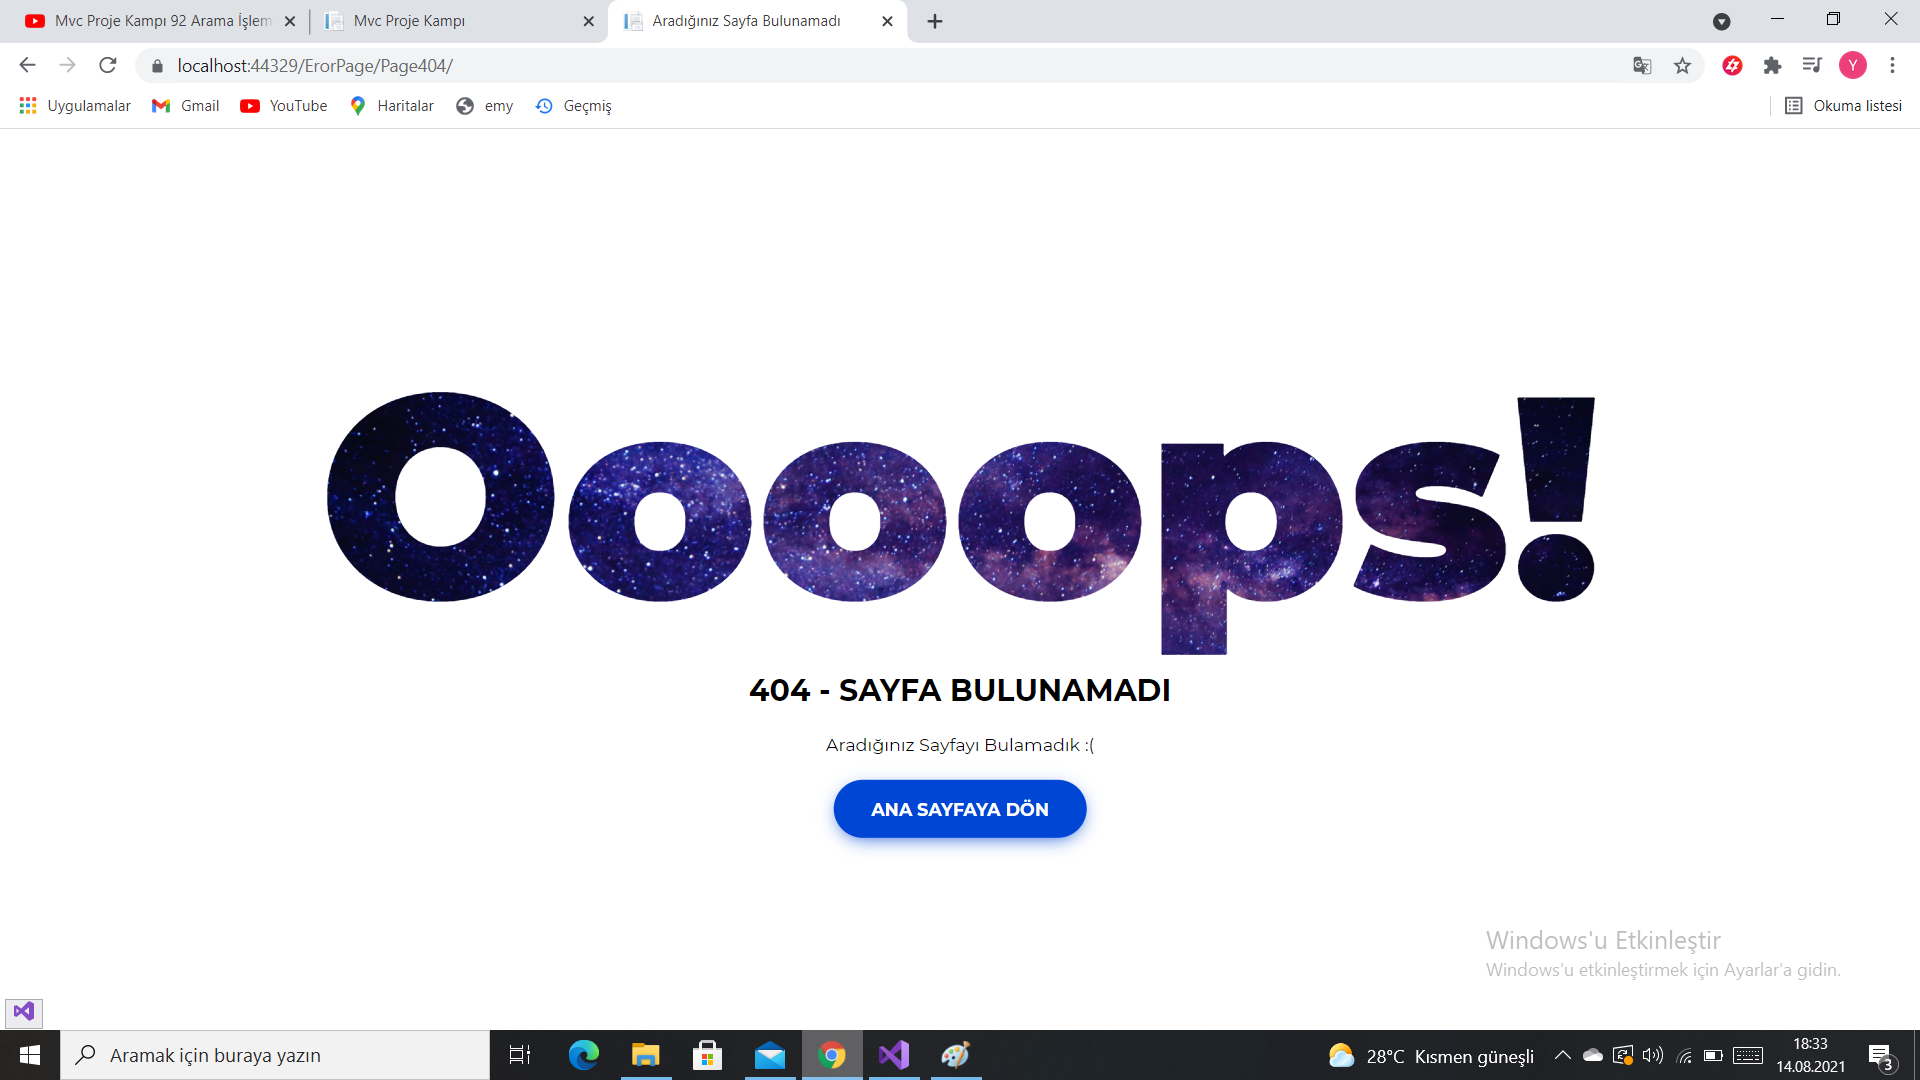 Mvc Proje Kampı 92 Arama İşlem
Mvc Proje Kampı
Aradığınız Sayfa Bulunamadı
localhost:44329/ErorPage/Page404/
Y
Uygulamalar
Gmail
YouTube
Haritalar
emy
Geçmiş
Okuma listesi
Oooops!
404 - SAYFA BULUNAMADI
Aradığınız Sayfayı Bulamadık :(
ANA SAYFAYA DÖN
Windows'u Etkinleştir
Windows'u etkinleştirmek için Ayarlar'a gidin.
Aramak için buraya yazın
28°C Kısmen güneşli
18:33
14.08.2021
3